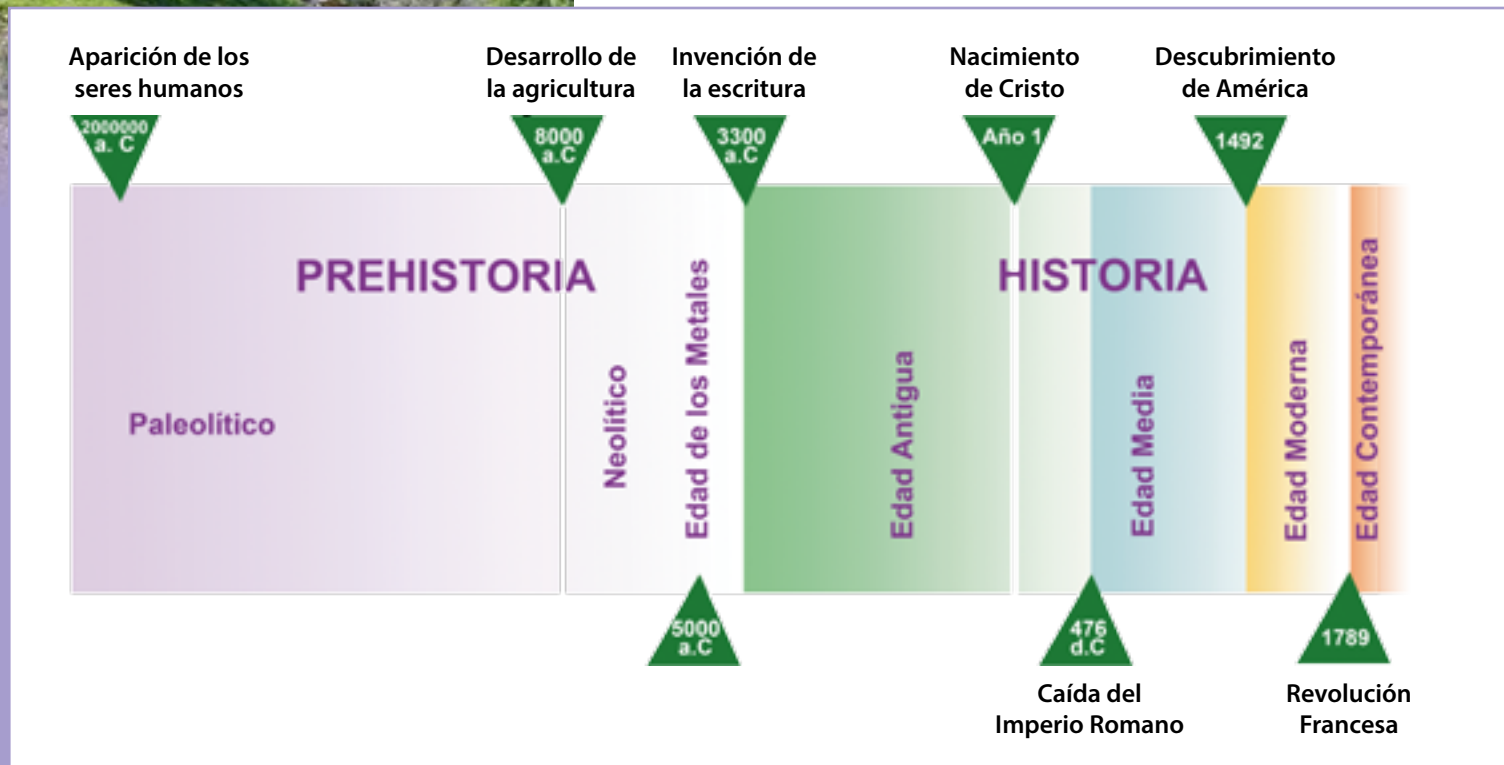 Aparición de los
seres humanos
Desarrollo de
la agricultura
Invención de
la escritura
Nacimiento
de Cristo
Descubrimiento
de América
2000000
a. C
8000
a.C
3300
a.C
Año 1
1492
PREHISTORIA
HISTORIA
Paleolítico
Neolítico
Edad de los Metales
Edad Antigua
Edad Media
Edad Moderna
Edad Contemporánea
5000
a.C
476
d.C
1789
Caída del
Imperio Romano
Revolución
Francesa